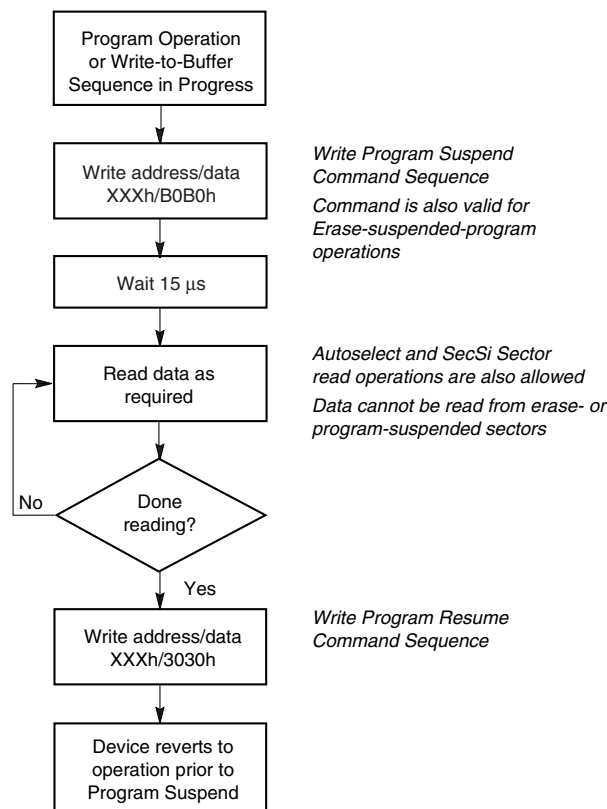 Program Operation
or Write-to-Buffer
Sequence in Progress
Write address/data
XXXh/B0B0h
Write Program Suspend
Command Sequence
Command is also valid for
Erase-suspended-program
operations
Wait 15 μs
Read data as
required
Autoselect and SecSi Sector
read operations are also allowed
Data cannot be read from erase- or
program-suspended sectors
No
Done
reading?
Yes
Write address/data
XXXh/3030h
Write Program Resume
Command Sequence
Device reverts to
operation prior to
Program Suspend